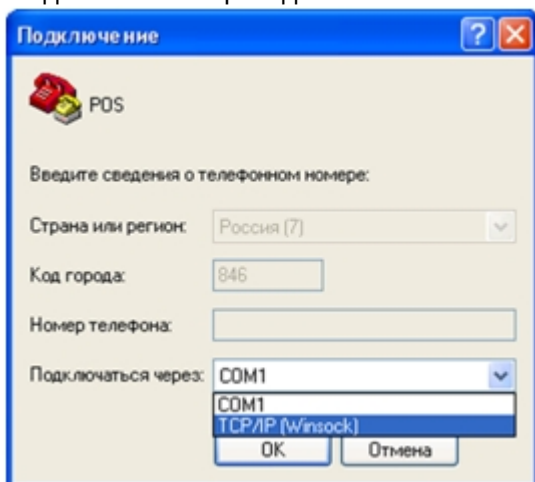 Подключение
POS
Введите сведения о телефонном номере:
Страна или регион: Россия (7)
Код города: 846
Номер телефона:
Подключаться через: COM1
COM1
TCP/IP (Winsock)
OK Отмена